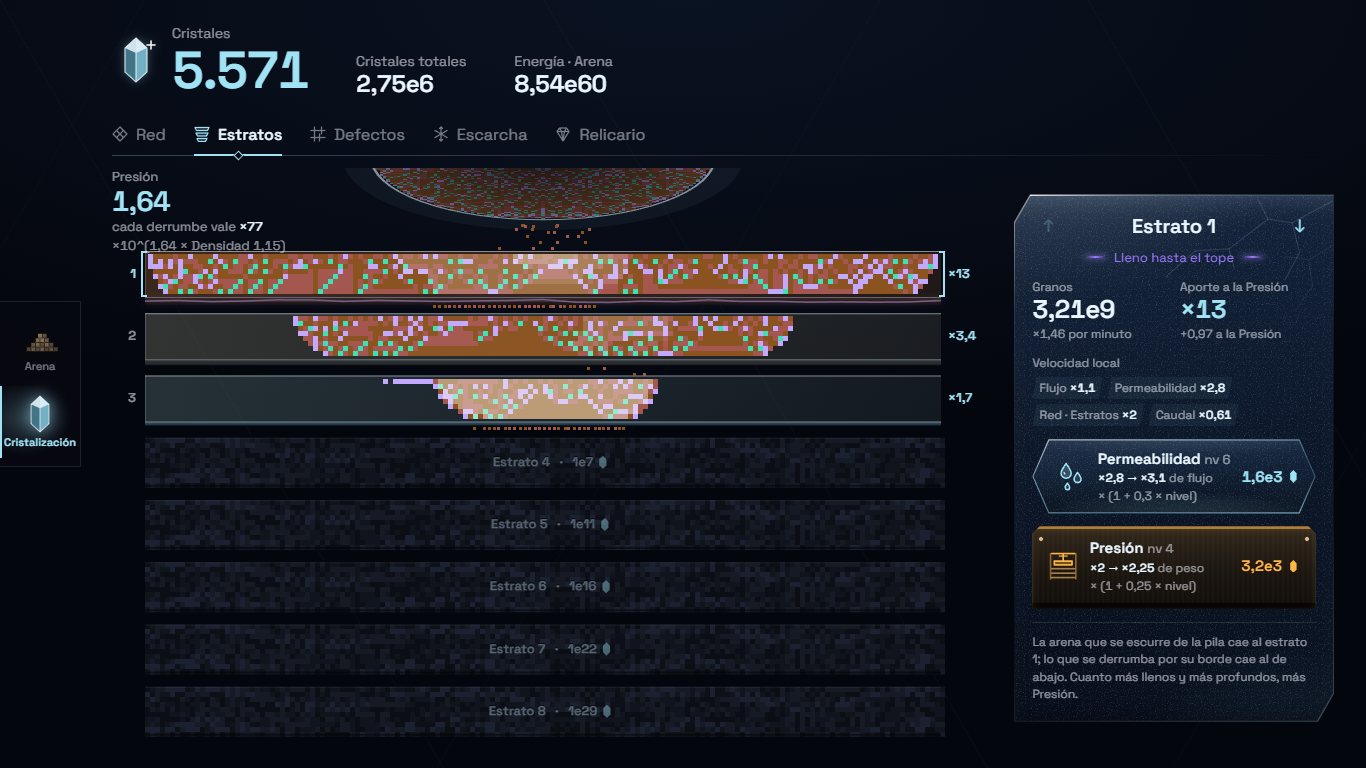 Cristales
5.571
Cristales totales
2,75e6
Energía · Arena
8,54e60
Red
Estratos
Defectos
Escarcha
Relicario
Presión
1,64
cada derrumbe vale ×77
×10^(1,64 × Densidad 1,15)
1
×13
2
×3,4
3
×1,7
Estrato 4 · 1e7
Estrato 5 · 1e11
Estrato 6 · 1e16
Estrato 7 · 1e22
Estrato 8 · 1e29
Arena
Cristalización
Estrato 1
Lleno hasta el tope
Granos
3,21e9
×1,46 por minuto
Aporte a la Presión
×13
+0,97 a la Presión
Velocidad local
Flujo ×1,1
Permeabilidad ×2,8
Red · Estratos ×2
Caudal ×0,61
Permeabilidad nv 6
×2,8 → ×3,1 de flujo
× (1 + 0,3 × nivel)
1,6e3
Presión nv 4
×2 → ×2,25 de peso
× (1 + 0,25 × nivel)
3,2e3
La arena que se escurre de la pila cae al estrato
1; lo que se derrumba por su borde cae al de
abajo. Cuanto más llenos y más profundos, más
Presión.